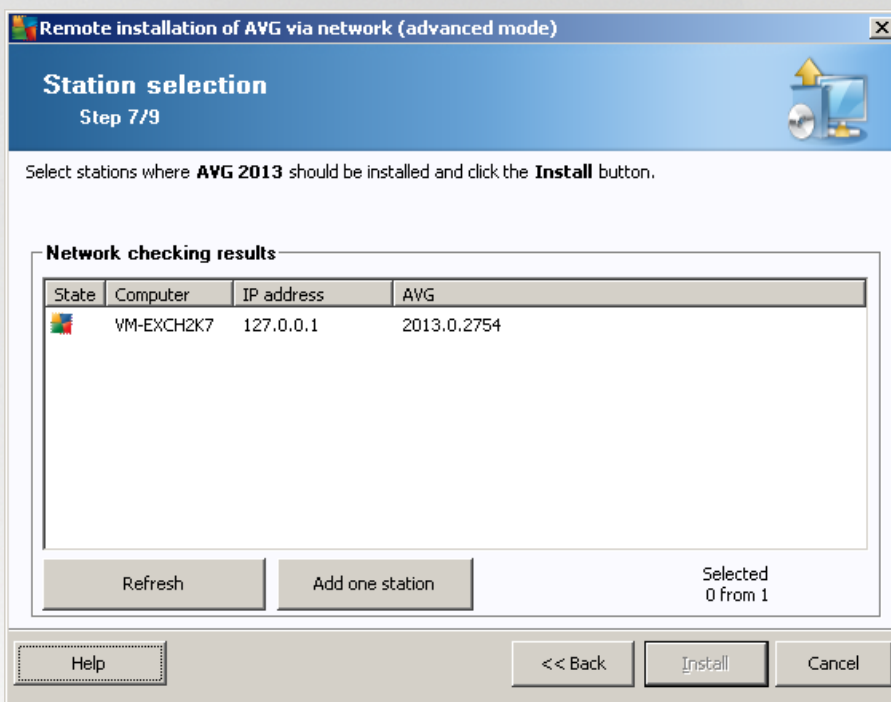 Remote installation of AVG via network (advanced mode)
Station selection
Step 7/9
Select stations where AVG 2013 should be installed and click the Install button.
Network checking results
State Computer IP address AVG
VM-EXCH2K7 127.0.0.1 2013.0.2754
Refresh Add one station Selected
0 from 1
Help << Back Install Cancel